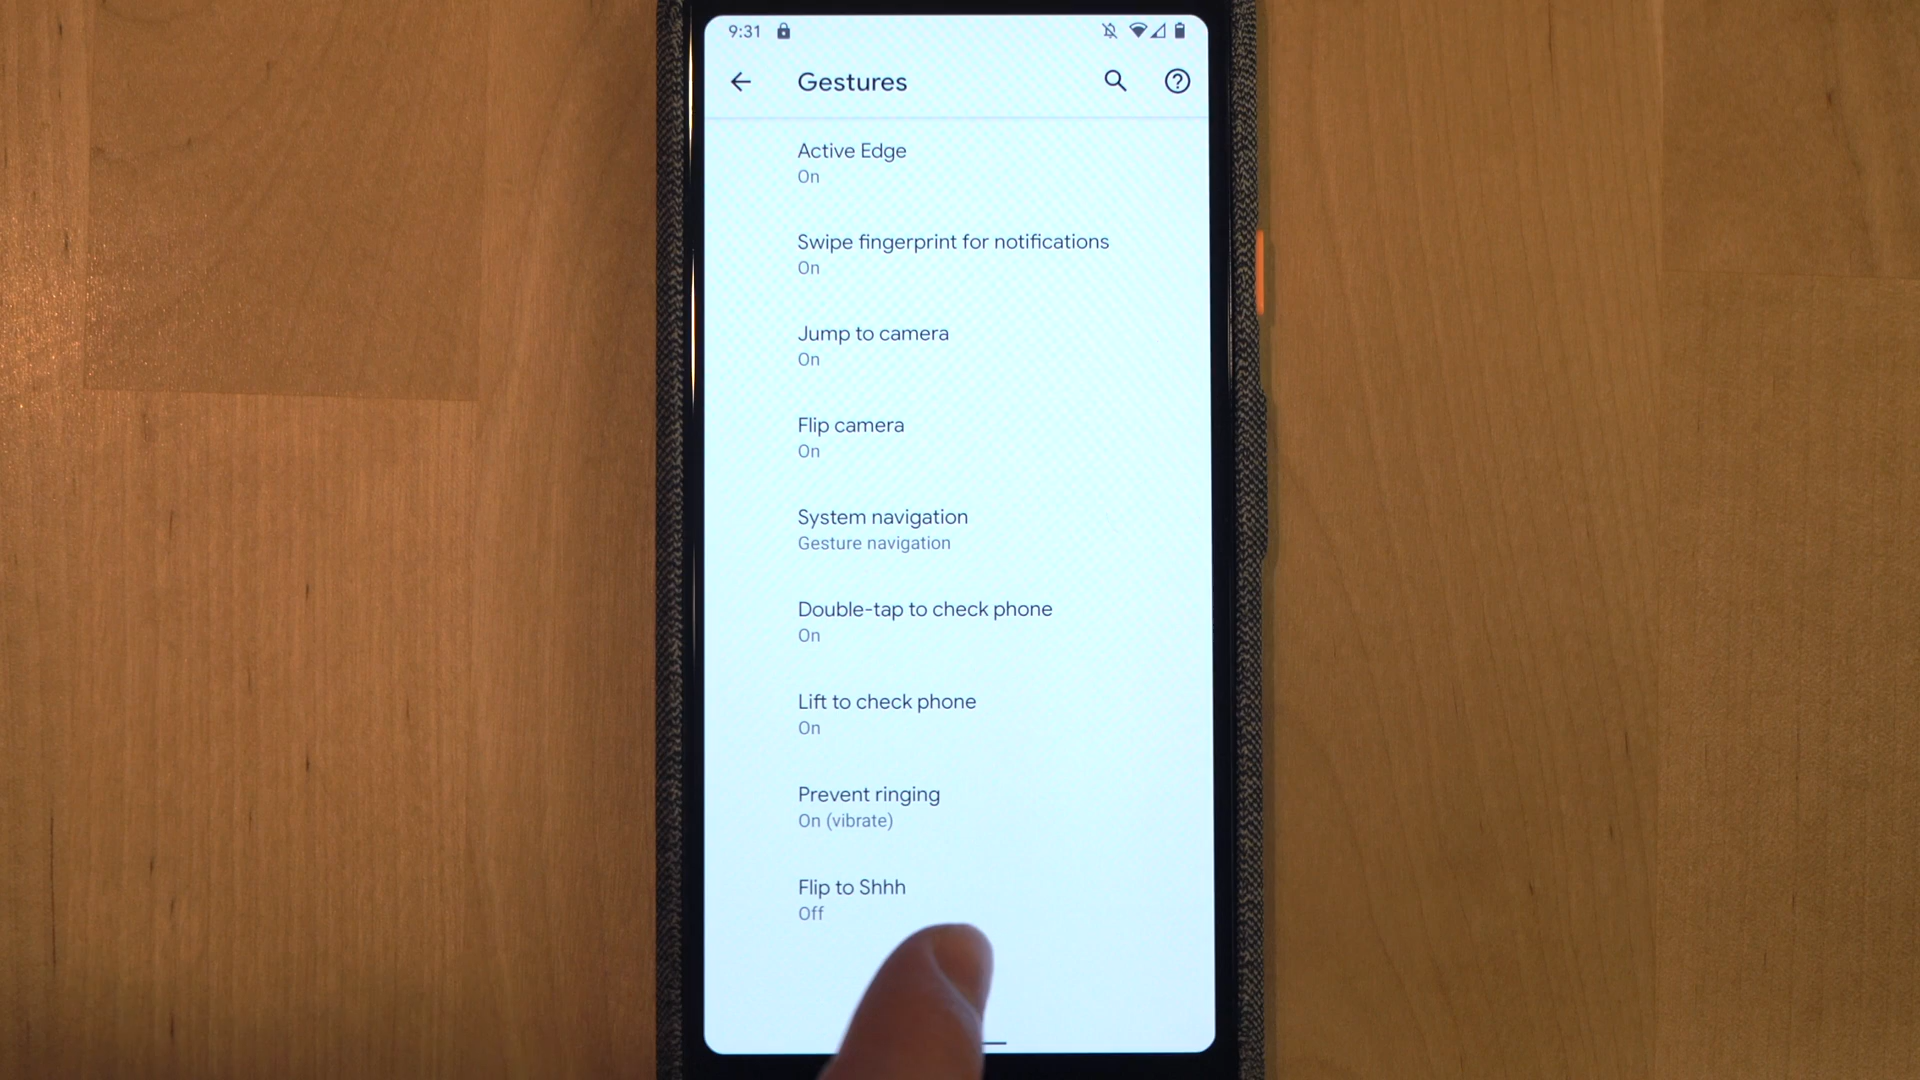 9:31
Gestures
Active Edge
On
Swipe fingerprint for notifications
On
Jump to camera
On
Flip camera
On
System navigation
Gesture navigation
Double-tap to check phone
On
Lift to check phone
On
Prevent ringing
On (vibrate)
Flip to Shhh
Off